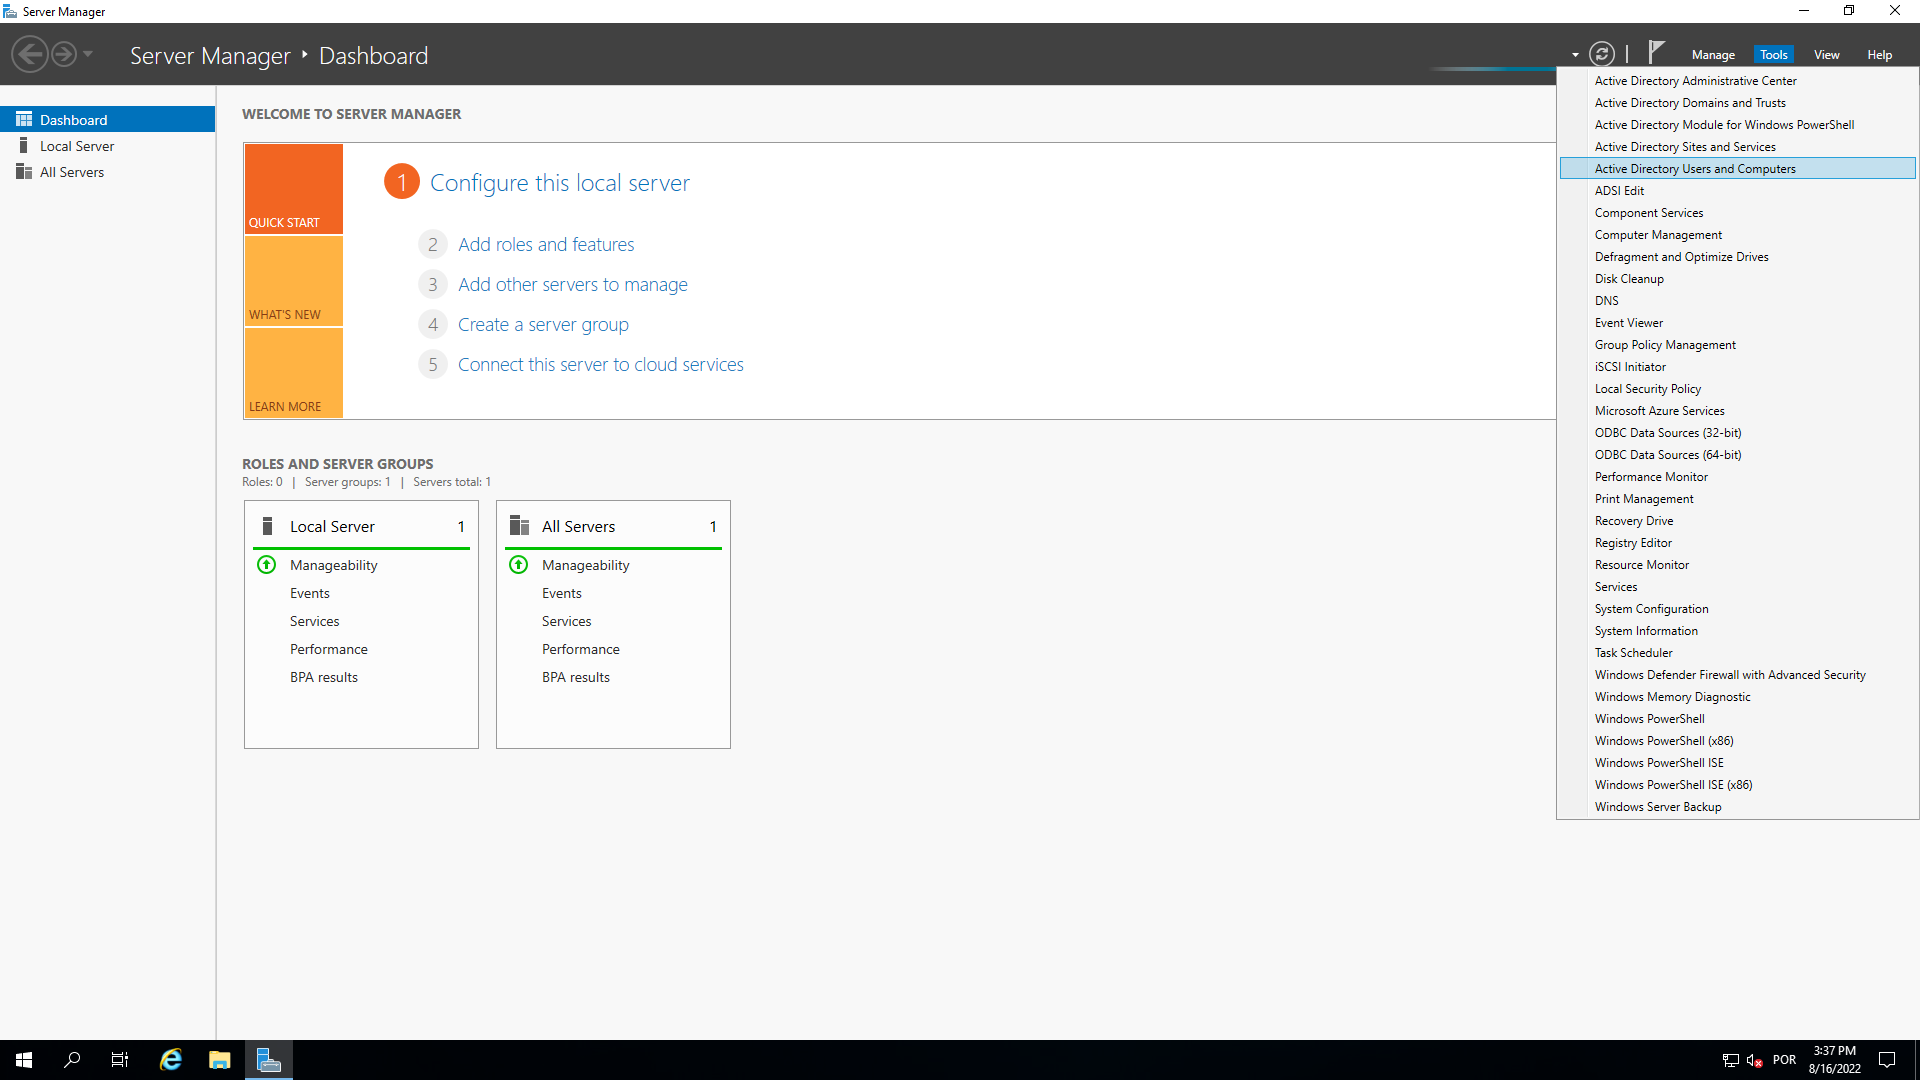 Server Manager
Server Manager ‣ Dashboard
Manage
Tools
View
Help
Dashboard
Local Server
All Servers
WELCOME TO SERVER MANAGER
QUICK START
WHAT'S NEW
LEARN MORE
1 Configure this local server
2 Add roles and features
3 Add other servers to manage
4 Create a server group
5 Connect this server to cloud services
ROLES AND SERVER GROUPS
Roles: 0 | Server groups: 1 | Servers total: 1
Local Server 1
Manageability
Events
Services
Performance
BPA results
All Servers 1
Manageability
Events
Services
Performance
BPA results
Active Directory Administrative Center
Active Directory Domains and Trusts
Active Directory Module for Windows PowerShell
Active Directory Sites and Services
Active Directory Users and Computers
ADSI Edit
Component Services
Computer Management
Defragment and Optimize Drives
Disk Cleanup
DNS
Event Viewer
Group Policy Management
iSCSI Initiator
Local Security Policy
Microsoft Azure Services
ODBC Data Sources (32-bit)
ODBC Data Sources (64-bit)
Performance Monitor
Print Management
Recovery Drive
Registry Editor
Resource Monitor
Services
System Configuration
System Information
Task Scheduler
Windows Defender Firewall with Advanced Security
Windows Memory Diagnostic
Windows PowerShell
Windows PowerShell (x86)
Windows PowerShell ISE
Windows PowerShell ISE (x86)
Windows Server Backup
POR
3:37 PM
8/16/2022